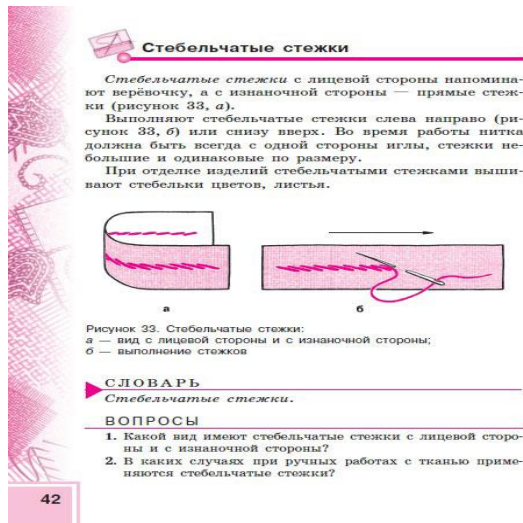 Стебельчатые стежки
Стебельчатые стежки с лицевой стороны напомина-
ют верёвочку, а с изнаночной стороны — прямые стеж-
ки (рисунок 33, а).
Выполняют стебельчатые стежки слева направо (ри-
сунок 33, б) или снизу вверх. Во время работы нитка
должна быть всегда с одной стороны иглы, стежки не-
большие и одинаковые по размеру.
При отделке изделий стебельчатыми стежками выши-
вают стебельки цветов, листья.
а
б
Рисунок 33. Стебельчатые стежки:
а — вид с лицевой стороны и с изнаночной стороны;
б — выполнение стежков
СЛОВАРЬ
Стебельчатые стежки.
ВОПРОСЫ
1. Какой вид имеют стебельчатые стежки с лицевой сторо-
ны и с изнаночной стороны?
2. В каких случаях при ручных работах с тканью приме-
няются стебельчатые стежки?
42